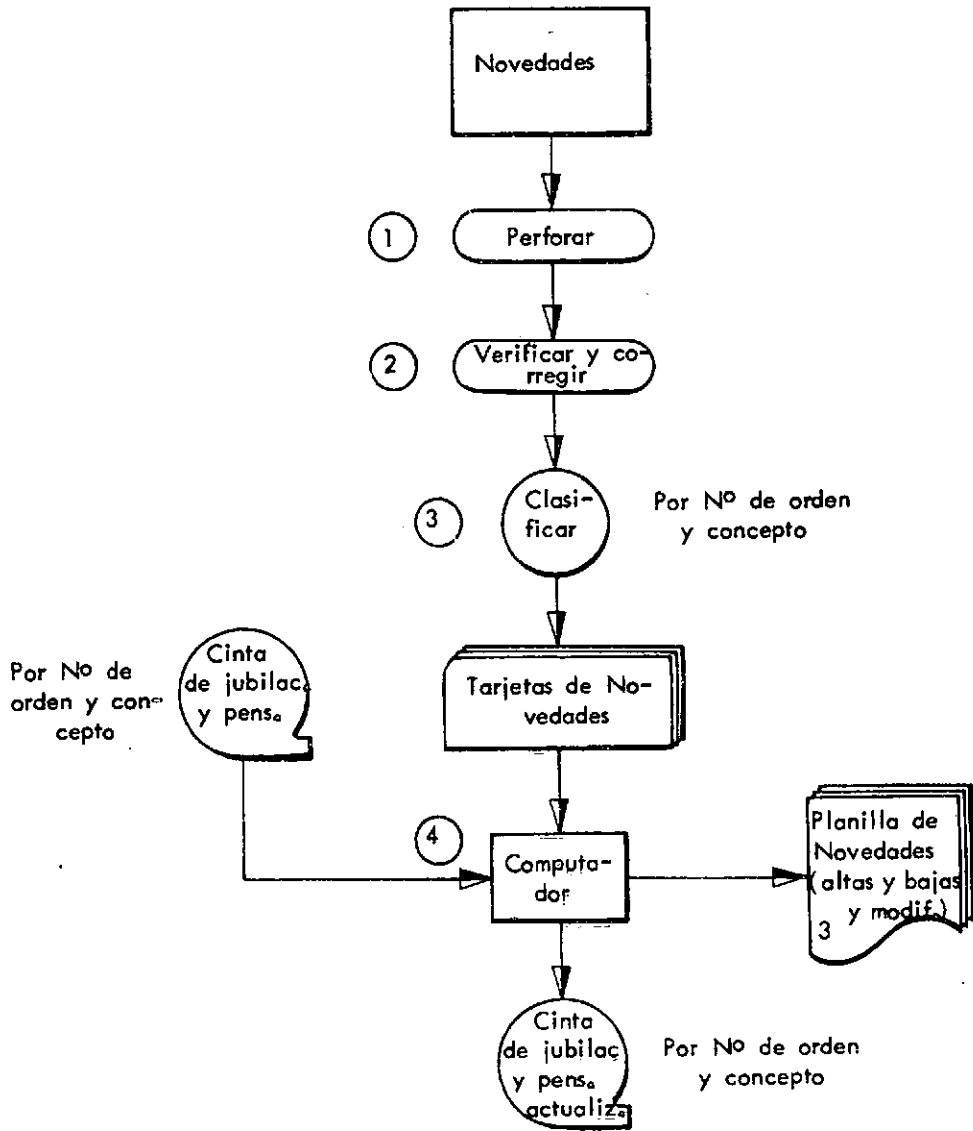 Novedades
1
Perforar
2
Verificar y co-
rregir
3
Clasi-
ficar
Por Nº de orden
y concepto
Por Nº de
orden y con-
cepto
Cinta
de jubilac.
y pens.
Tarjetas de No-
vedades
4
Computa-
dor
Planilla de
Novedades
(altas y bajas
y modif.)
3
Cinta
de jubilac
y pens.
actualiz.
Por Nº de orden
y concepto